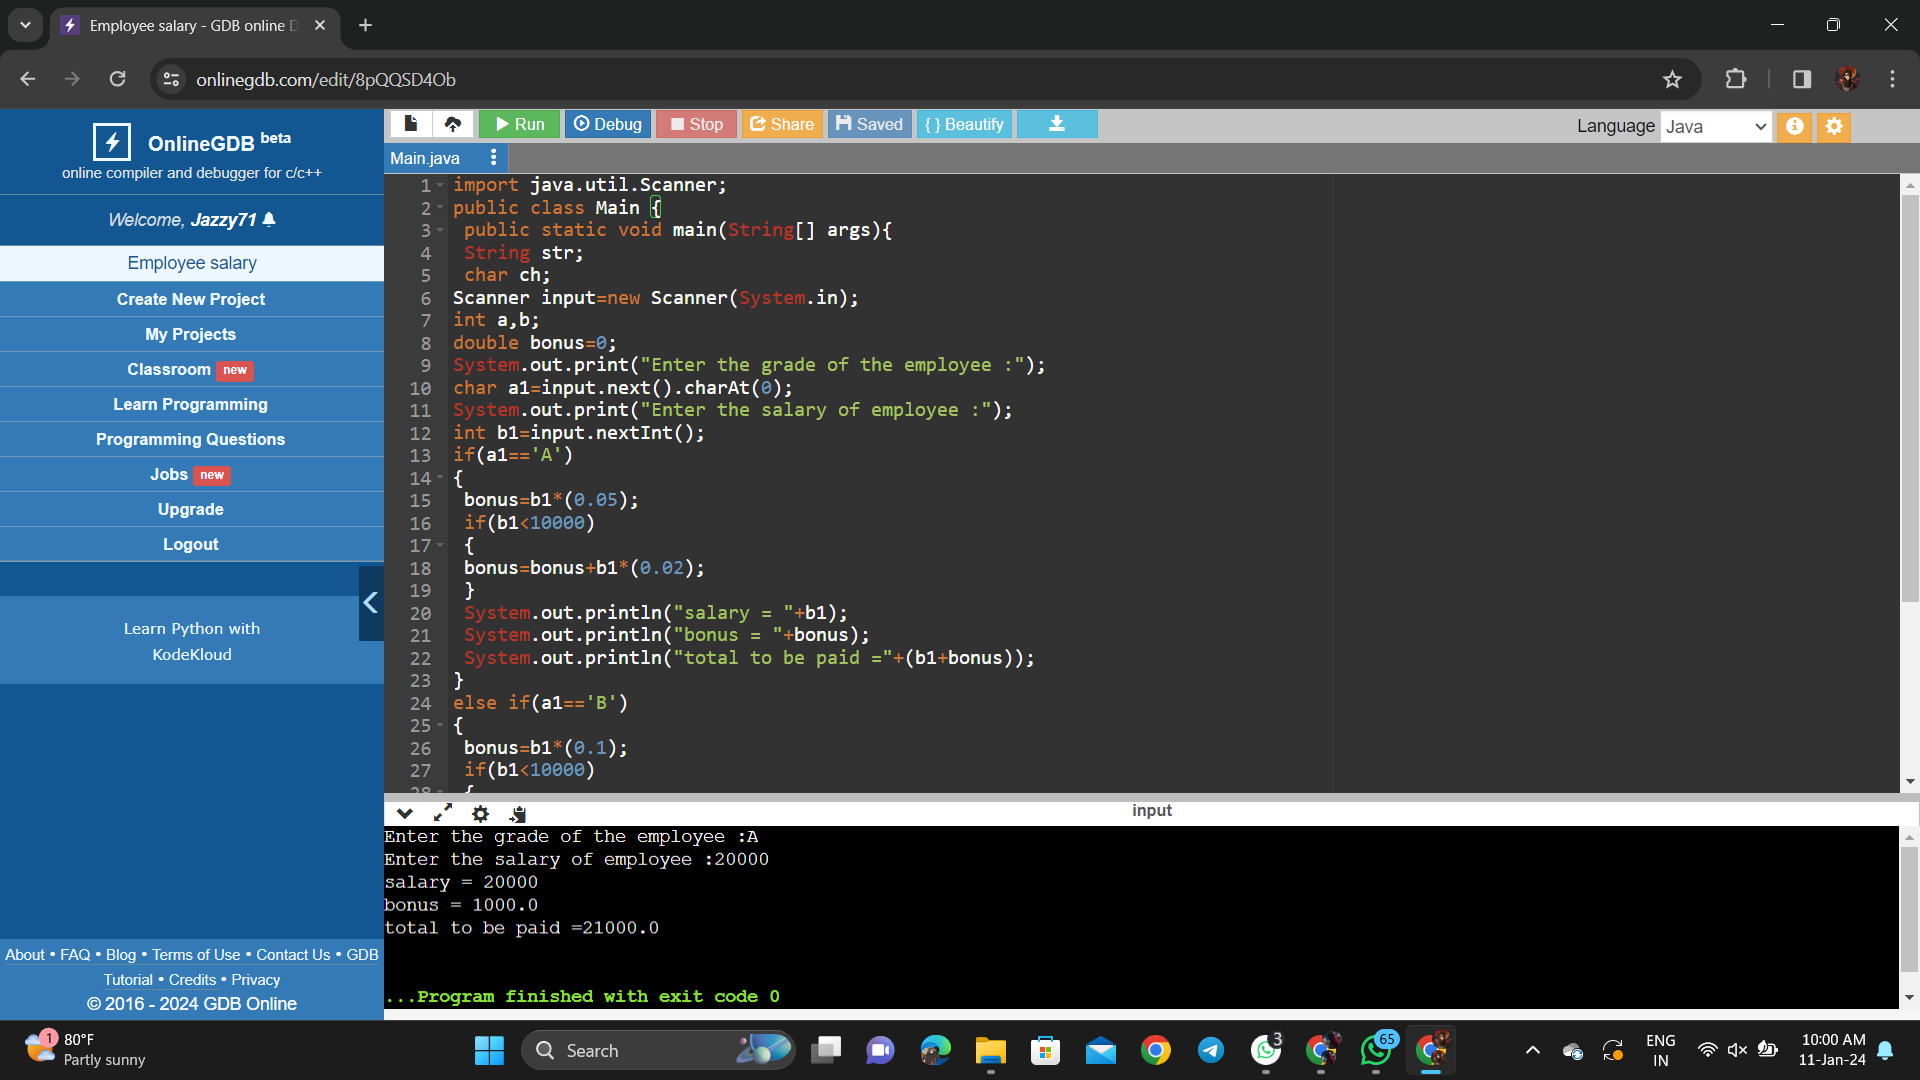 Employee salary - GDB online D
onlinegdb.com/edit/8pQQSD4Ob
OnlineGDB beta
online compiler and debugger for c/c++
Welcome, Jazzy71
Employee salary
Create New Project
My Projects
Classroom new
Learn Programming
Programming Questions
Jobs new
Upgrade
Logout
Learn Python with
KodeKloud
About • FAQ • Blog • Terms of Use • Contact Us • GDB
Tutorial • Credits • Privacy
© 2016 - 2024 GDB Online
Run Debug Stop Share Saved { } Beautify
Language Java
Main.java
1 import java.util.Scanner;
2 public class Main {
3 public static void main(String[] args){
4 String str;
5 char ch;
6 Scanner input=new Scanner(System.in);
7 int a,b;
8 double bonus=0;
9 System.out.print("Enter the grade of the employee :");
10 char a1=input.next().charAt(0);
11 System.out.print("Enter the salary of employee :");
12 int b1=input.nextInt();
13 if(a1=='A')
14 {
15 bonus=b1*(0.05);
16 if(b1<10000)
17 {
18 bonus=bonus+b1*(0.02);
19 }
20 System.out.println("salary = "+b1);
21 System.out.println("bonus = "+bonus);
22 System.out.println("total to be paid ="+(b1+bonus));
23 }
24 else if(a1=='B')
25 {
26 bonus=b1*(0.1);
27 if(b1<10000)
28 {
input
Enter the grade of the employee :A
Enter the salary of employee :20000
salary = 20000
bonus = 1000.0
total to be paid =21000.0
...Program finished with exit code 0
1
80°F
Partly sunny
Search
3
65
ENG
IN
10:00 AM
11-Jan-24